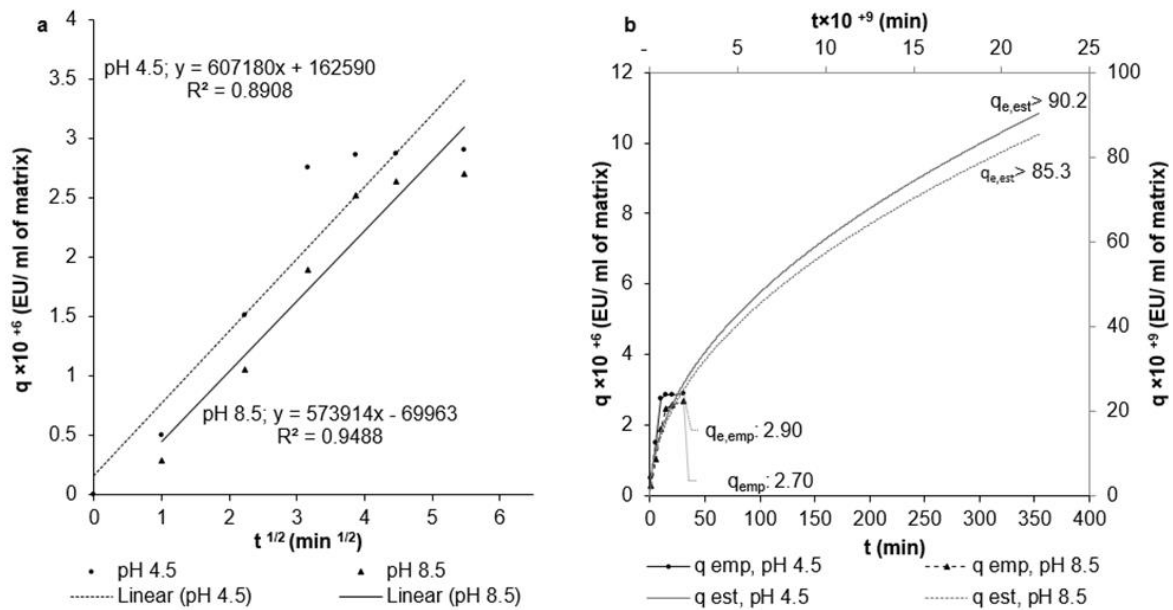 a
4
3.5
3
2.5
2
1.5
1
0.5
0
q ×10 +6 (EU/ ml of matrix)
pH 4.5; y = 607180x + 162590
R² = 0.8908
pH 8.5; y = 573914x - 69963
R² = 0.9488
0 1 2 3 4 5 6
t 1/2 (min 1/2)
pH 4.5 pH 8.5
Linear (pH 4.5) Linear (pH 8.5)
b
t×10 +9 (min)
- 5 10 15 20 25
12
10
8
6
4
2
0
q ×10 +6 (EU/ ml of matrix)
qe,est> 90.2
qe,est> 85.3
qe,emp: 2.90
qemp: 2.70
100
80
60
40
20
0
q ×10 +9 (EU/ ml of matrix)
0 50 100 150 200 250 300 350 400
t (min)
q emp, pH 4.5 q emp, pH 8.5
q est, pH 4.5 q est, pH 8.5